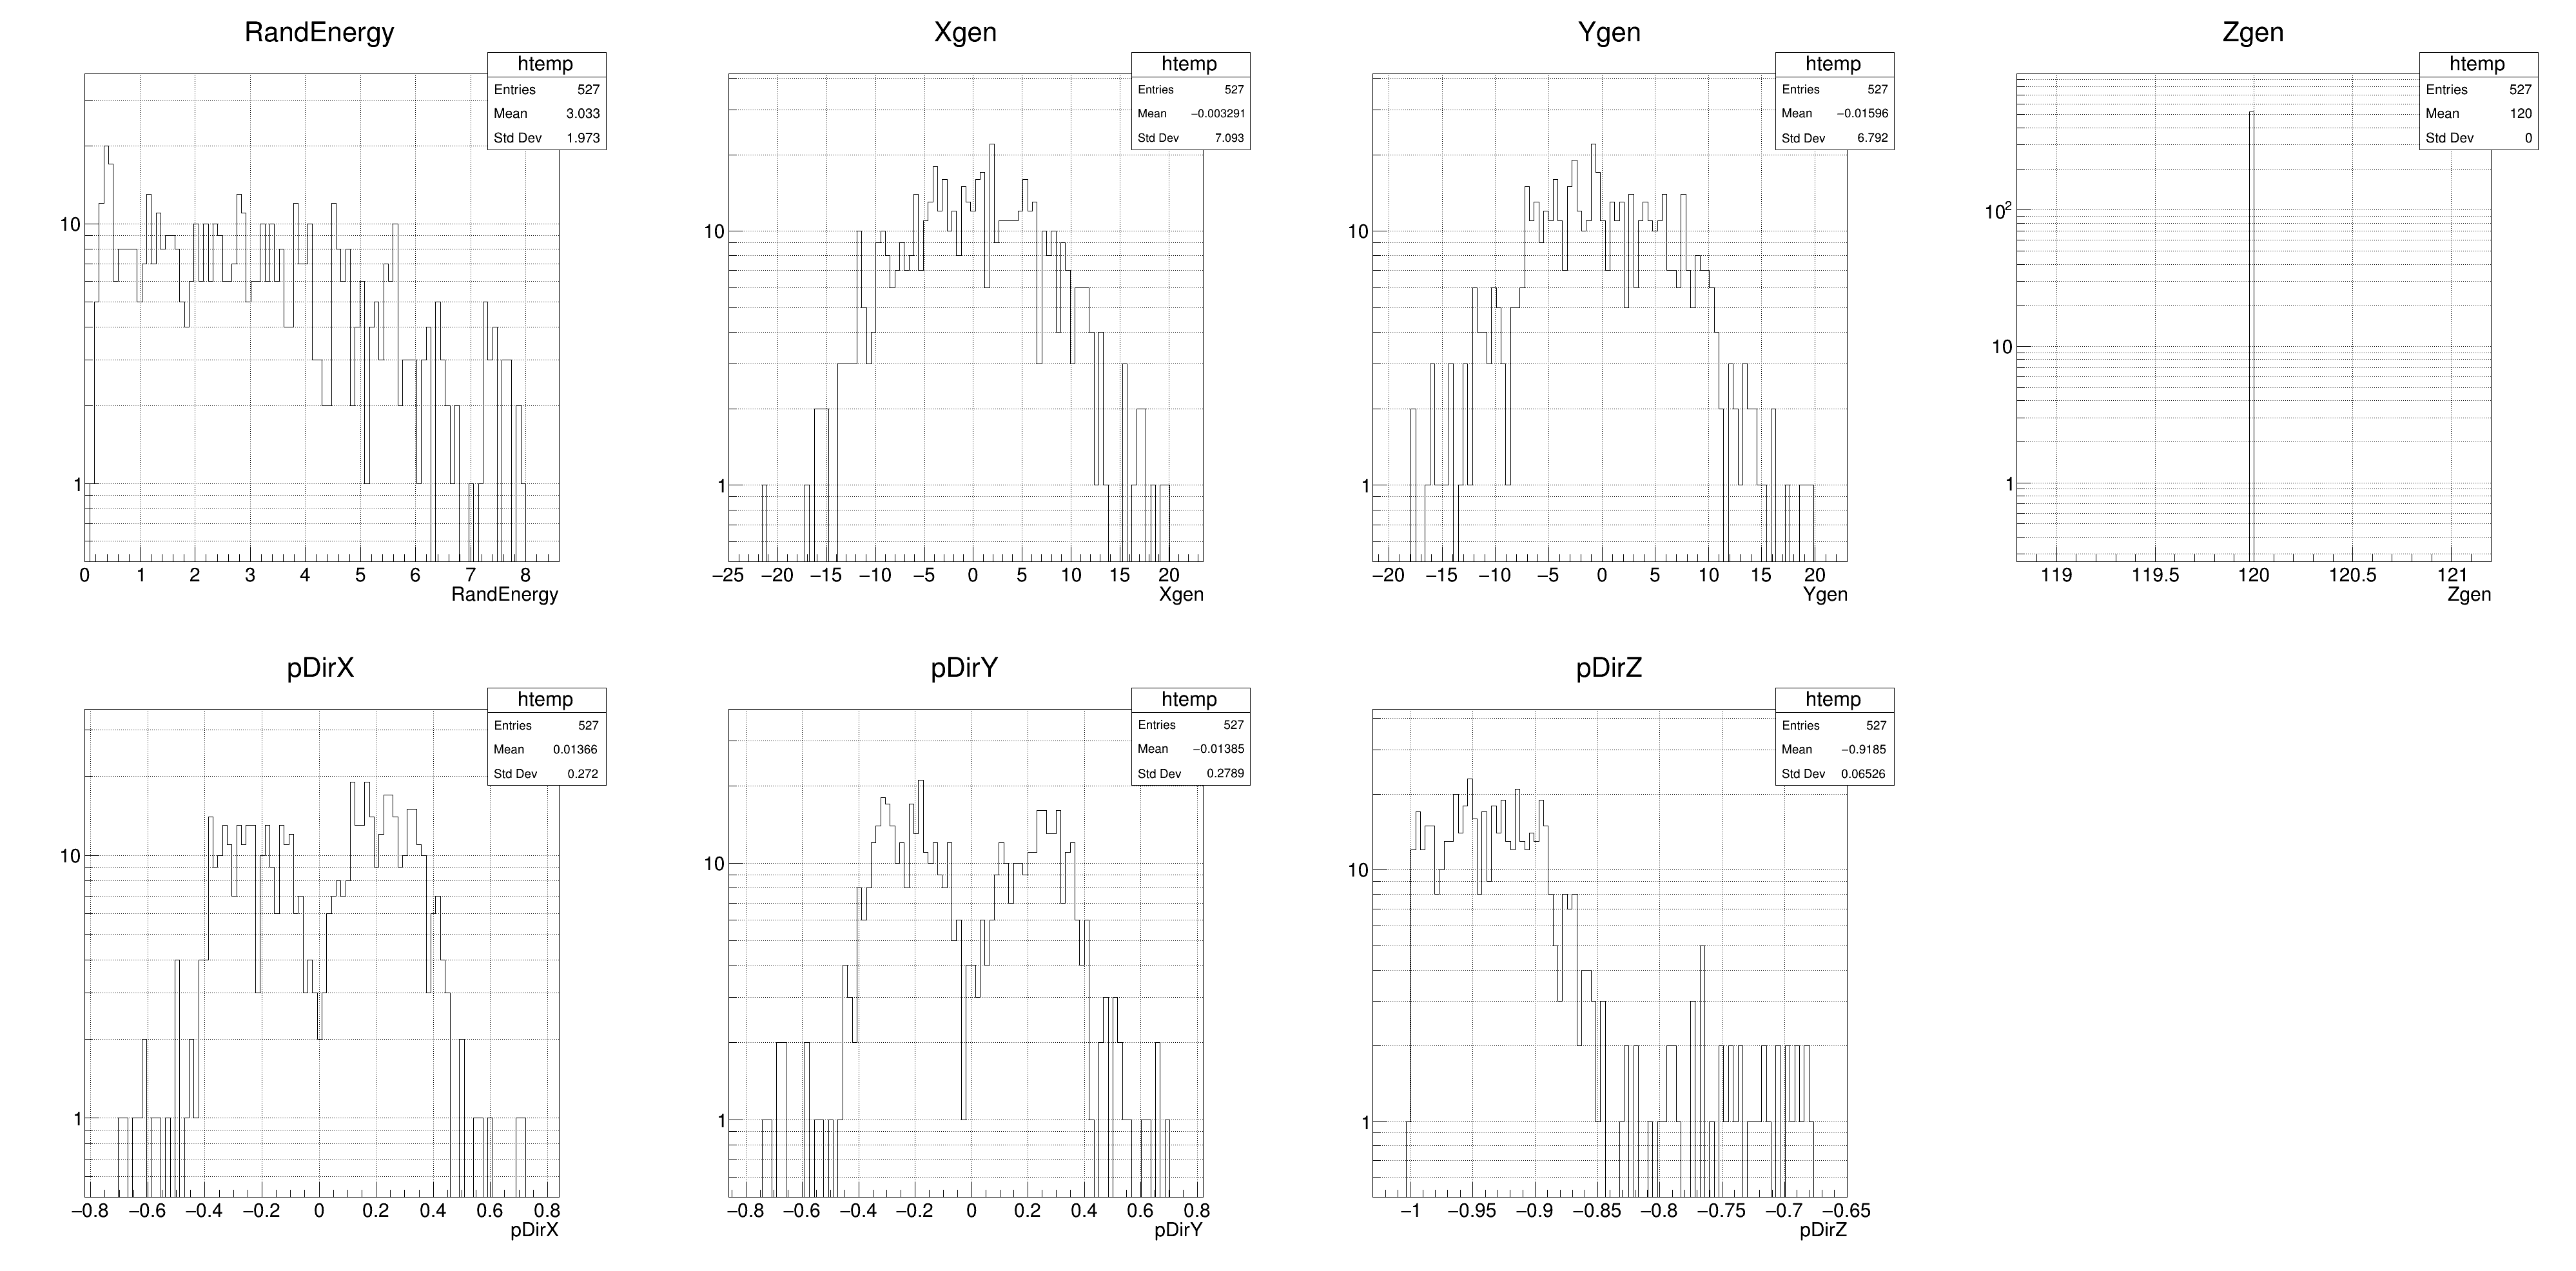 RandEnergy
htemp
Entries 527
Mean 3.033
Std Dev 1.973
10
1
0 1 2 3 4 5 6 7 8
RandEnergy
Xgen
htemp
Entries 527
Mean −0.003291
Std Dev 7.093
10
1
−25 −20 −15 −10 −5 0 5 10 15 20
Xgen
Ygen
htemp
Entries 527
Mean −0.01596
Std Dev 6.792
10
1
−20 −15 −10 −5 0 5 10 15 20
Ygen
Zgen
htemp
Entries 527
Mean 120
Std Dev 0
10²
10
1
119 119.5 120 120.5 121
Zgen
pDirX
htemp
Entries 527
Mean 0.01366
Std Dev 0.272
10
1
−0.8 −0.6 −0.4 −0.2 0 0.2 0.4 0.6 0.8
pDirX
pDirY
htemp
Entries 527
Mean −0.01385
Std Dev 0.2789
10
1
−0.8 −0.6 −0.4 −0.2 0 0.2 0.4 0.6 0.8
pDirY
pDirZ
htemp
Entries 527
Mean −0.9185
Std Dev 0.06526
10
1
−1 −0.95 −0.9 −0.85 −0.8 −0.75 −0.7 −0.65
pDirZ